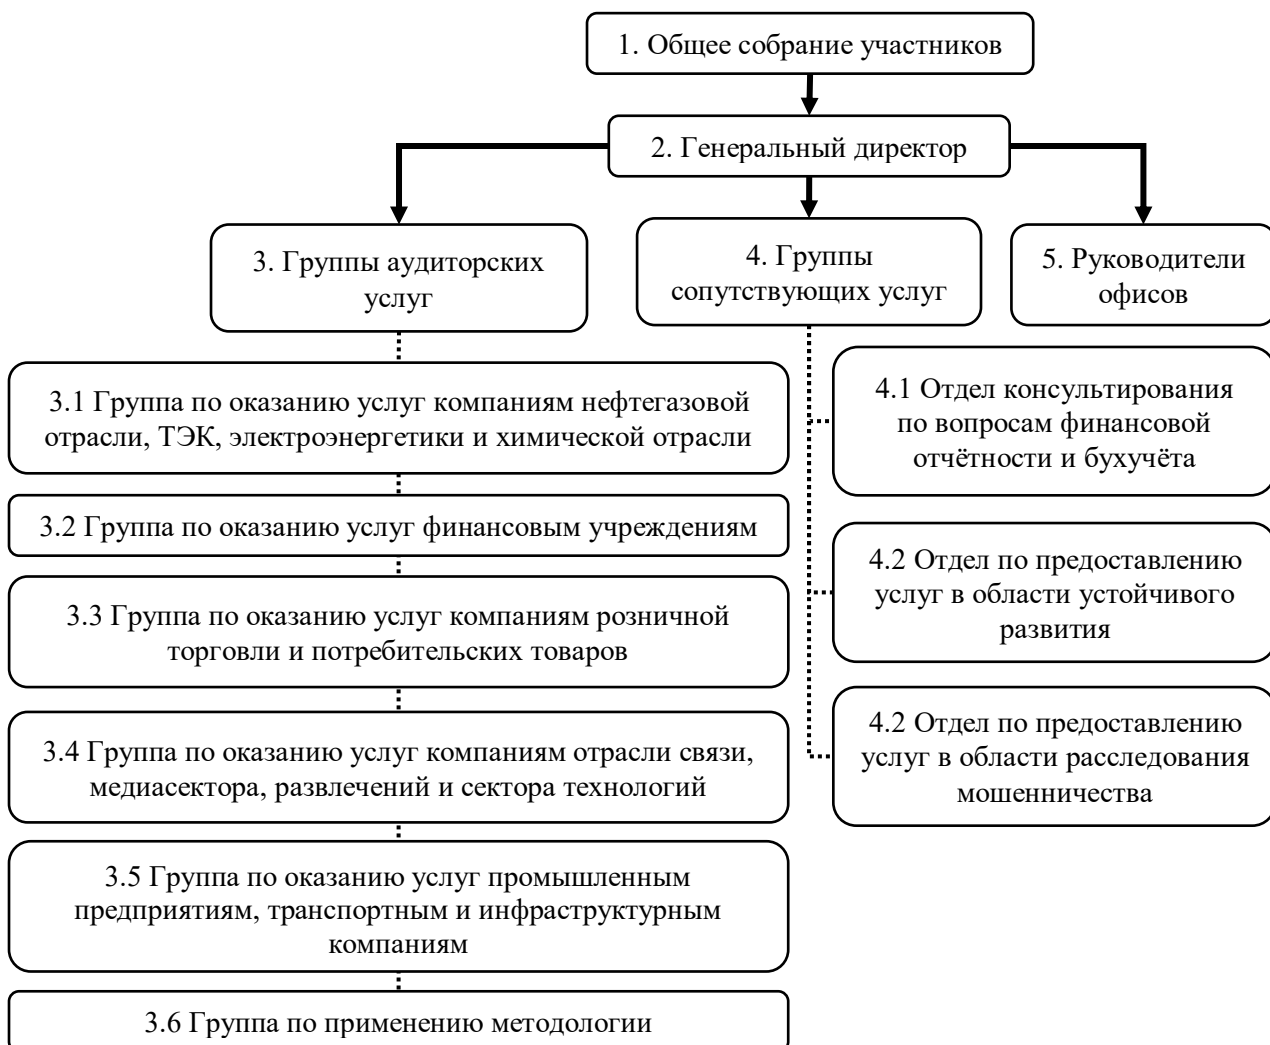 1. Общее собрание участников
2. Генеральный директор
3. Группы аудиторских
услуг
4. Группы
сопутствующих услуг
5. Руководители
офисов
3.1 Группа по оказанию услуг компаниям нефтегазовой
отрасли, ТЭК, электроэнергетики и химической отрасли
3.2 Группа по оказанию услуг финансовым учреждениям
3.3 Группа по оказанию услуг компаниям розничной
торговли и потребительских товаров
3.4 Группа по оказанию услуг компаниям отрасли связи,
медиасектора, развлечений и сектора технологий
3.5 Группа по оказанию услуг промышленным
предприятиям, транспортным и инфраструктурным
компаниям
3.6 Группа по применению методологии
4.1 Отдел консультирования
по вопросам финансовой
отчётности и бухучёта
4.2 Отдел по предоставлению
услуг в области устойчивого
развития
4.2 Отдел по предоставлению
услуг в области расследования
мошенничества